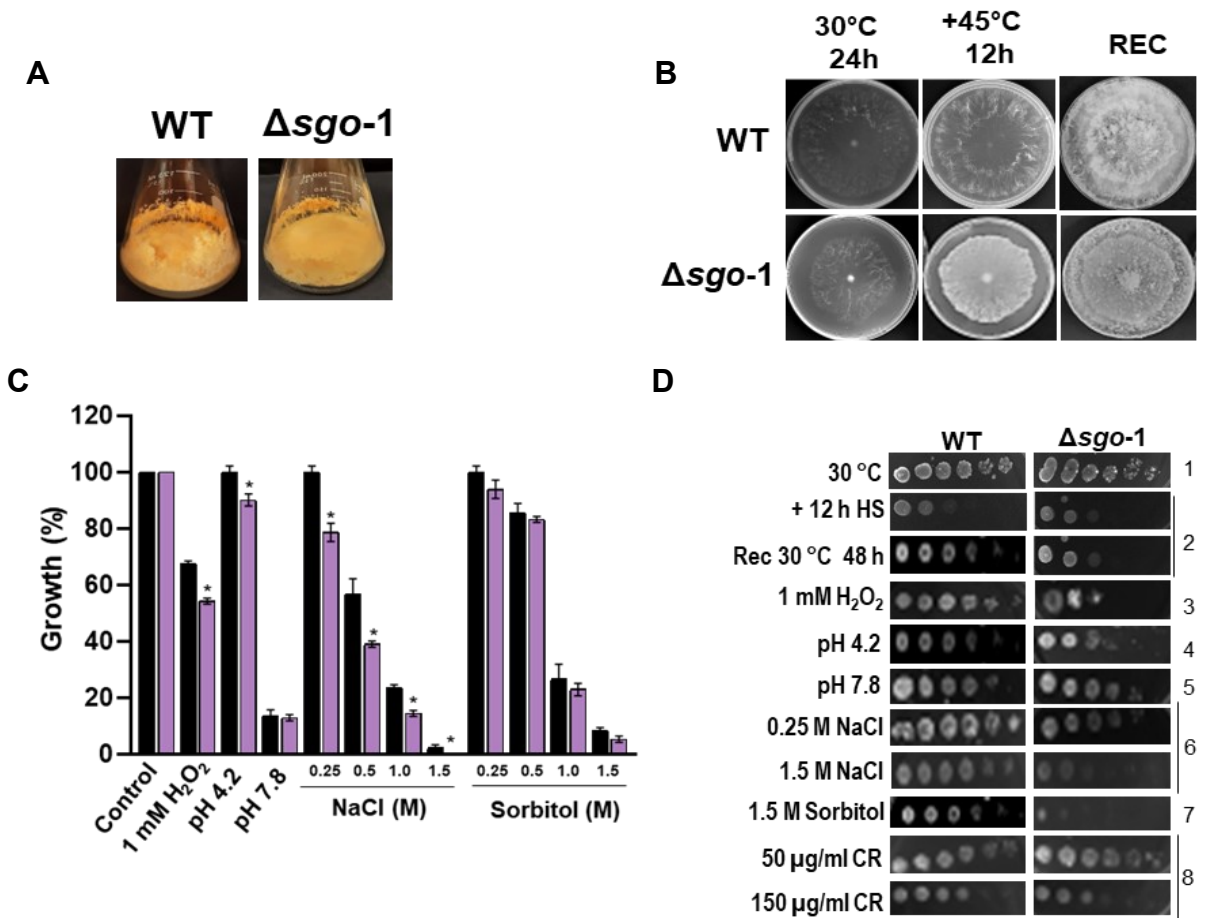 A
WT
Δsgo-1
B
30°C
24h
+45°C
12h
REC
WT
Δsgo-1
C
Growth (%)
120
100
80
60
40
20
0
*
*
*
*
*
*
Control
1 mM H₂O₂
pH 4.2
pH 7.8
0.25 0.5 1.0 1.5
NaCl (M)
0.25 0.5 1.0 1.5
Sorbitol (M)
D
WT
Δsgo-1
30 °C
1
+ 12 h HS
Rec 30 °C 48 h
2
1 mM H₂O₂
3
pH 4.2
4
pH 7.8
5
0.25 M NaCl
1.5 M NaCl
6
1.5 M Sorbitol
7
50 µg/ml CR
150 µg/ml CR
8